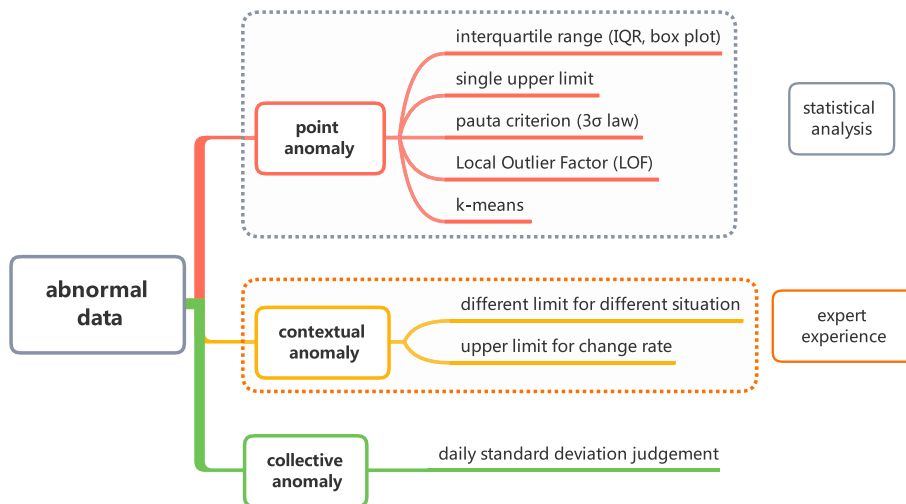 interquartile range (IQR, box plot)
single upper limit
point
anomaly
pauta criterion (3σ law)
Local Outlier Factor (LOF)
k-means
statistical
analysis
abnormal
data
different limit for different situation
contextual
anomaly
upper limit for change rate
expert
experience
collective
anomaly
daily standard deviation judgement